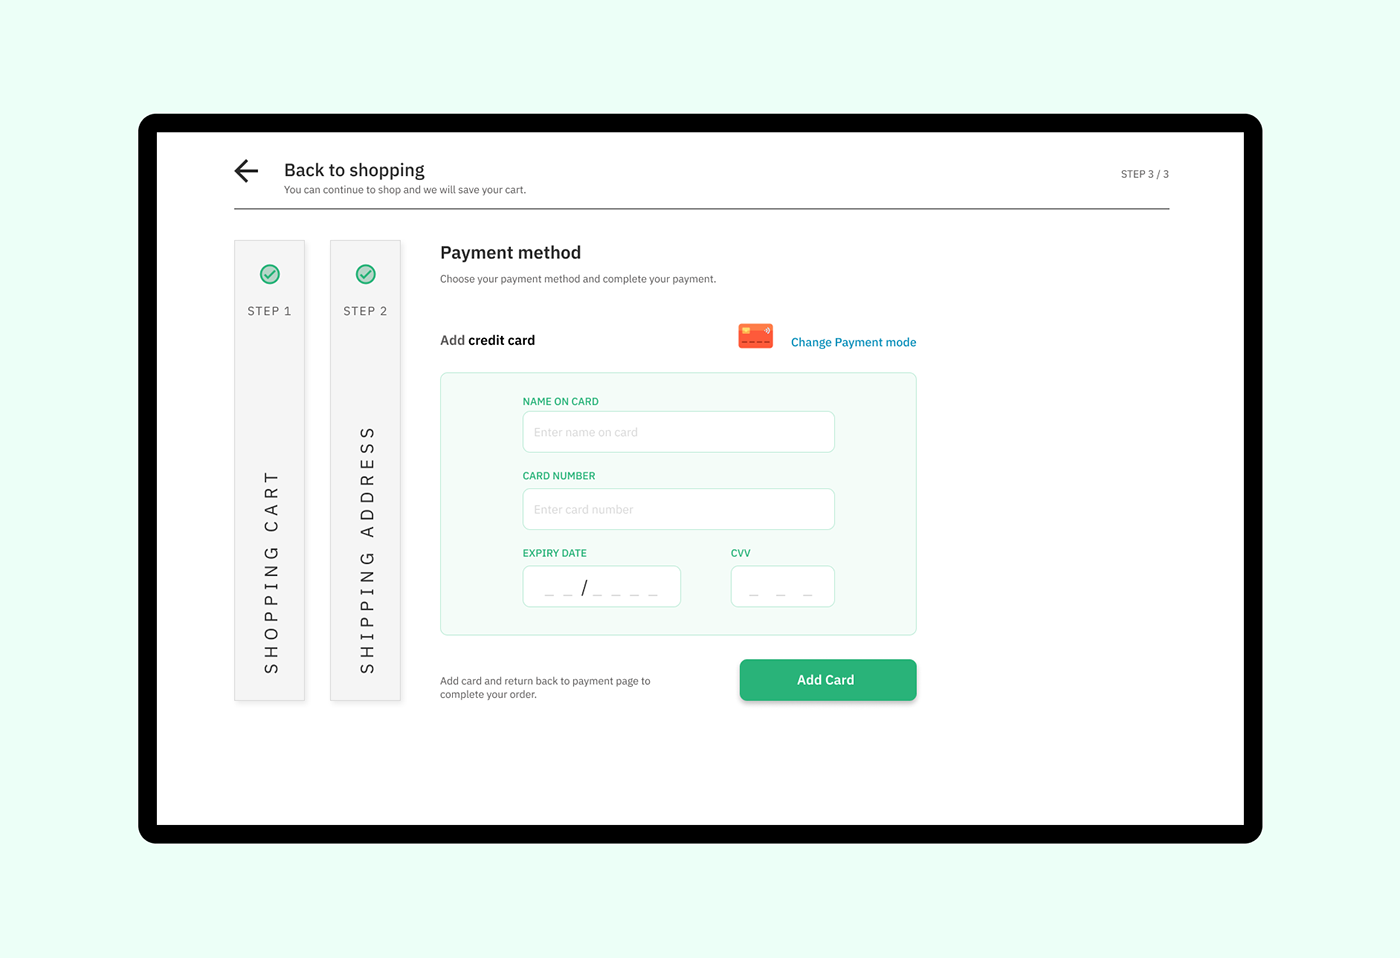 Back to shopping
You can continue to shop and we will save your cart.
STEP 3 / 3
STEP 1
SHOPPING CART
STEP 2
SHIPPING ADDRESS
Payment method
Choose your payment method and complete your payment.
Add credit card
Change Payment mode
NAME ON CARD
Enter name on card
CARD NUMBER
Enter card number
EXPIRY DATE
_ _ / _ _ _ _
CVV
_ _ _
Add card and return back to payment page to
complete your order.
Add Card